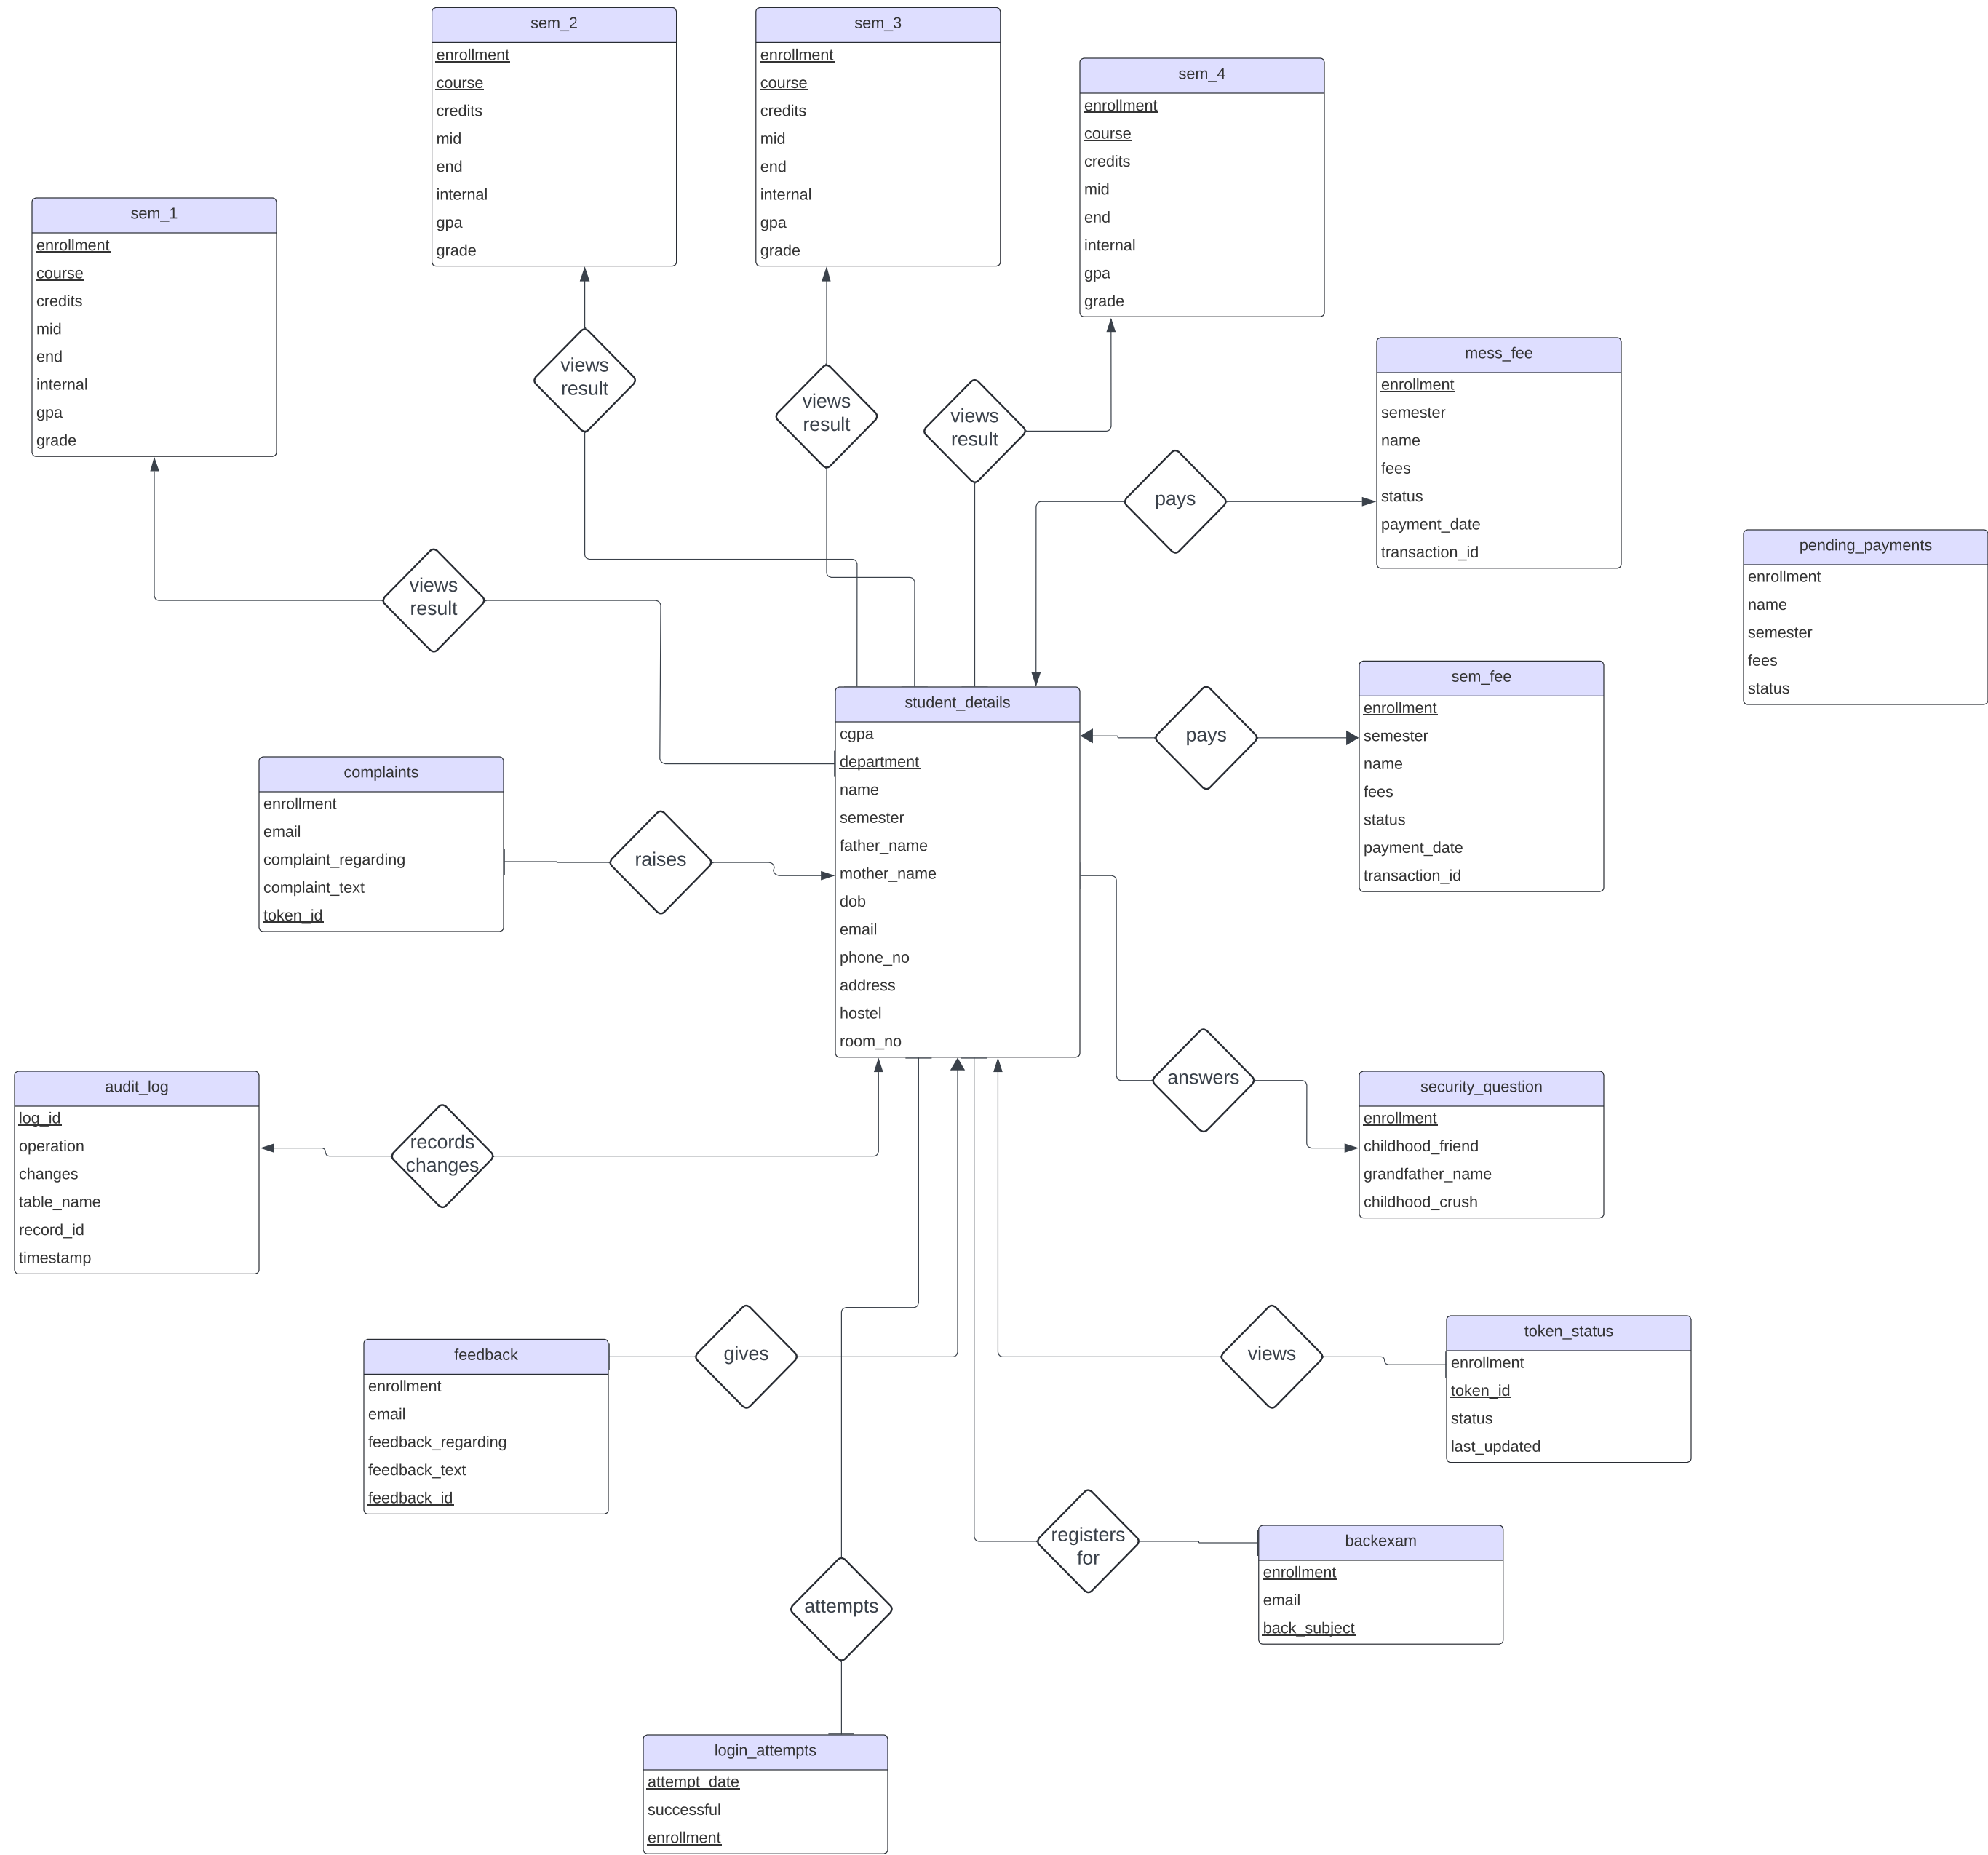 sem_2
enrollment
course
credits
mid
end
internal
gpa
grade
sem_3
enrollment
course
credits
mid
end
internal
gpa
grade
sem_4
enrollment
course
credits
mid
end
internal
gpa
grade
sem_1
enrollment
course
credits
mid
end
internal
gpa
grade
views
result
views
result
views
result
views
result
mess_fee
enrollment
semester
name
fees
status
payment_date
transaction_id
pays
pending_payments
enrollment
name
semester
fees
status
student_details
cgpa
department
name
semester
father_name
mother_name
dob
email
phone_no
address
hostel
room_no
pays
sem_fee
enrollment
semester
name
fees
status
payment_date
transaction_id
complaints
enrollment
email
complaint_regarding
complaint_text
token_id
raises
answers
security_question
enrollment
childhood_friend
grandfather_name
childhood_crush
audit_log
log_id
operation
changes
table_name
record_id
timestamp
records
changes
feedback
enrollment
email
feedback_regarding
feedback_text
feedback_id
gives
views
token_status
enrollment
token_id
status
last_updated
registers
for
backexam
enrollment
email
back_subject
attempts
login_attempts
attempt_date
successful
enrollment